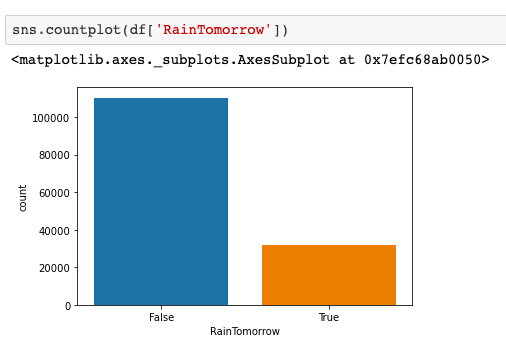 sns.countplot(df['RainTomorrow'])
<matplotlib.axes._subplots.AxesSubplot at 0x7efc68ab0050>
100000
80000
60000
40000
20000
0
count
False True
RainTomorrow